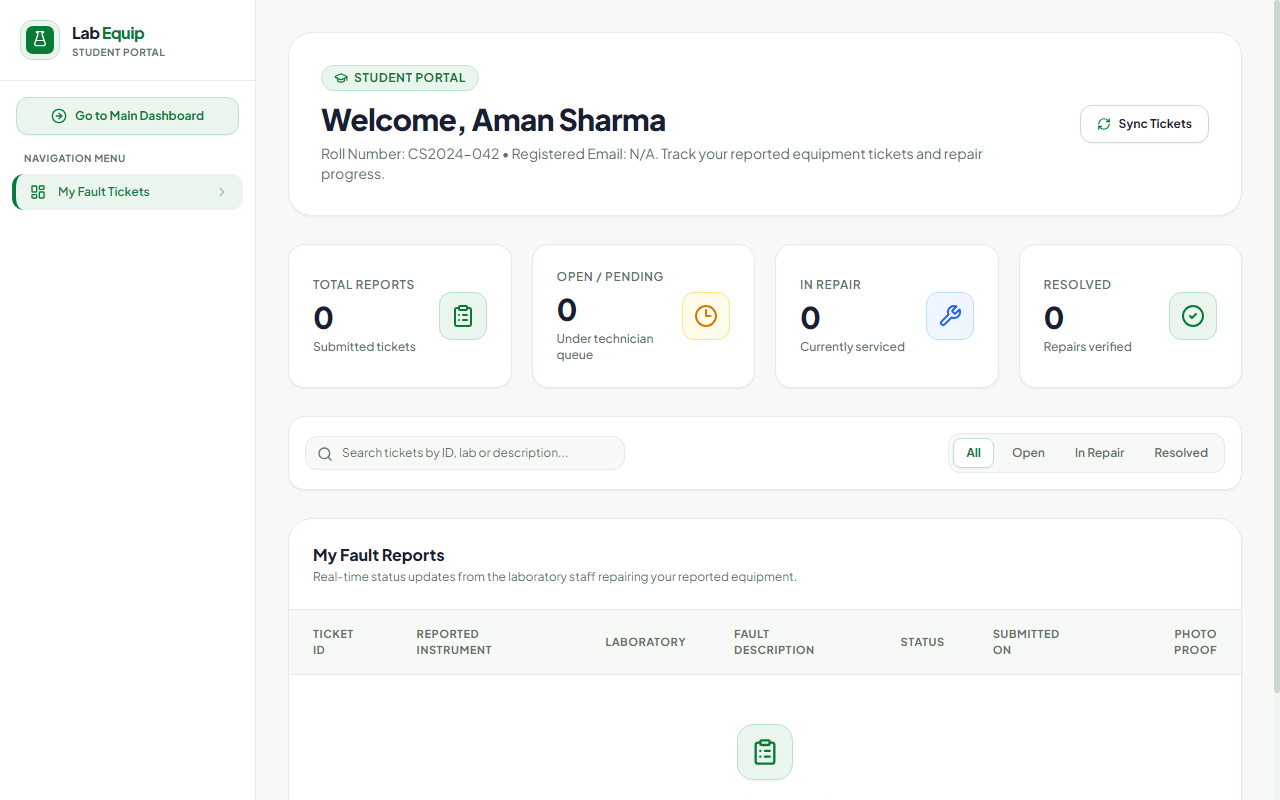 Lab Equip
STUDENT PORTAL
Go to Main Dashboard
NAVIGATION MENU
My Fault Tickets
STUDENT PORTAL
Welcome, Aman Sharma
Roll Number: CS2024-042 • Registered Email: N/A. Track your reported equipment tickets and repair
progress.
Sync Tickets
TOTAL REPORTS
0
Submitted tickets
OPEN / PENDING
0
Under technician
queue
IN REPAIR
0
Currently serviced
RESOLVED
0
Repairs verified
Search tickets by ID, lab or description...
All
Open
In Repair
Resolved
My Fault Reports
Real-time status updates from the laboratory staff repairing your reported equipment.
TICKET
ID
REPORTED
INSTRUMENT
LABORATORY
FAULT
DESCRIPTION
STATUS
SUBMITTED
ON
PHOTO
PROOF